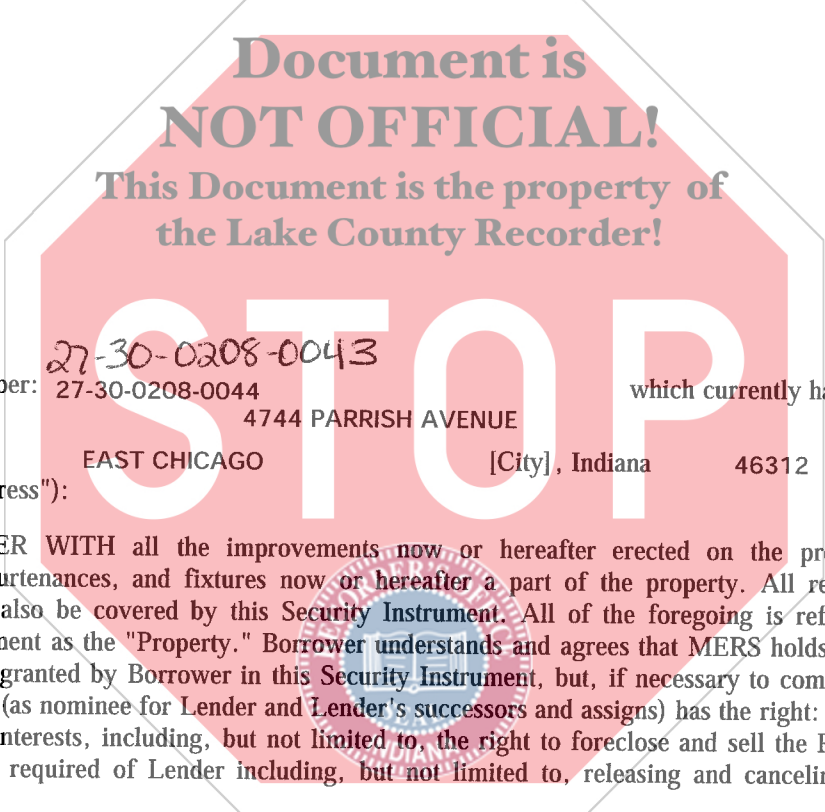 Document is
NOT OFFICIAL!
This Document is the property of
the Lake County Recorder!
STOP
27-30-0208-0043
ber: 27-30-0208-0044 which currently ha
4744 PARRISH AVENUE
EAST CHICAGO [City], Indiana 46312
ress"):
ER WITH all the improvements now or hereafter erected on the pro
urtenances, and fixtures now or hereafter a part of the property. All re
also be covered by this Security Instrument. All of the foregoing is ref
ment as the "Property." Borrower understands and agrees that MERS holds
granted by Borrower in this Security Instrument, but, if necessary to com
(as nominee for Lender and Lender's successors and assigns) has the right:
nterests, including, but not limited to, the right to foreclose and sell the P
required of Lender including, but not limited to, releasing and cancelin
RECORDER'S OFFIC
SEAL
INDIANA